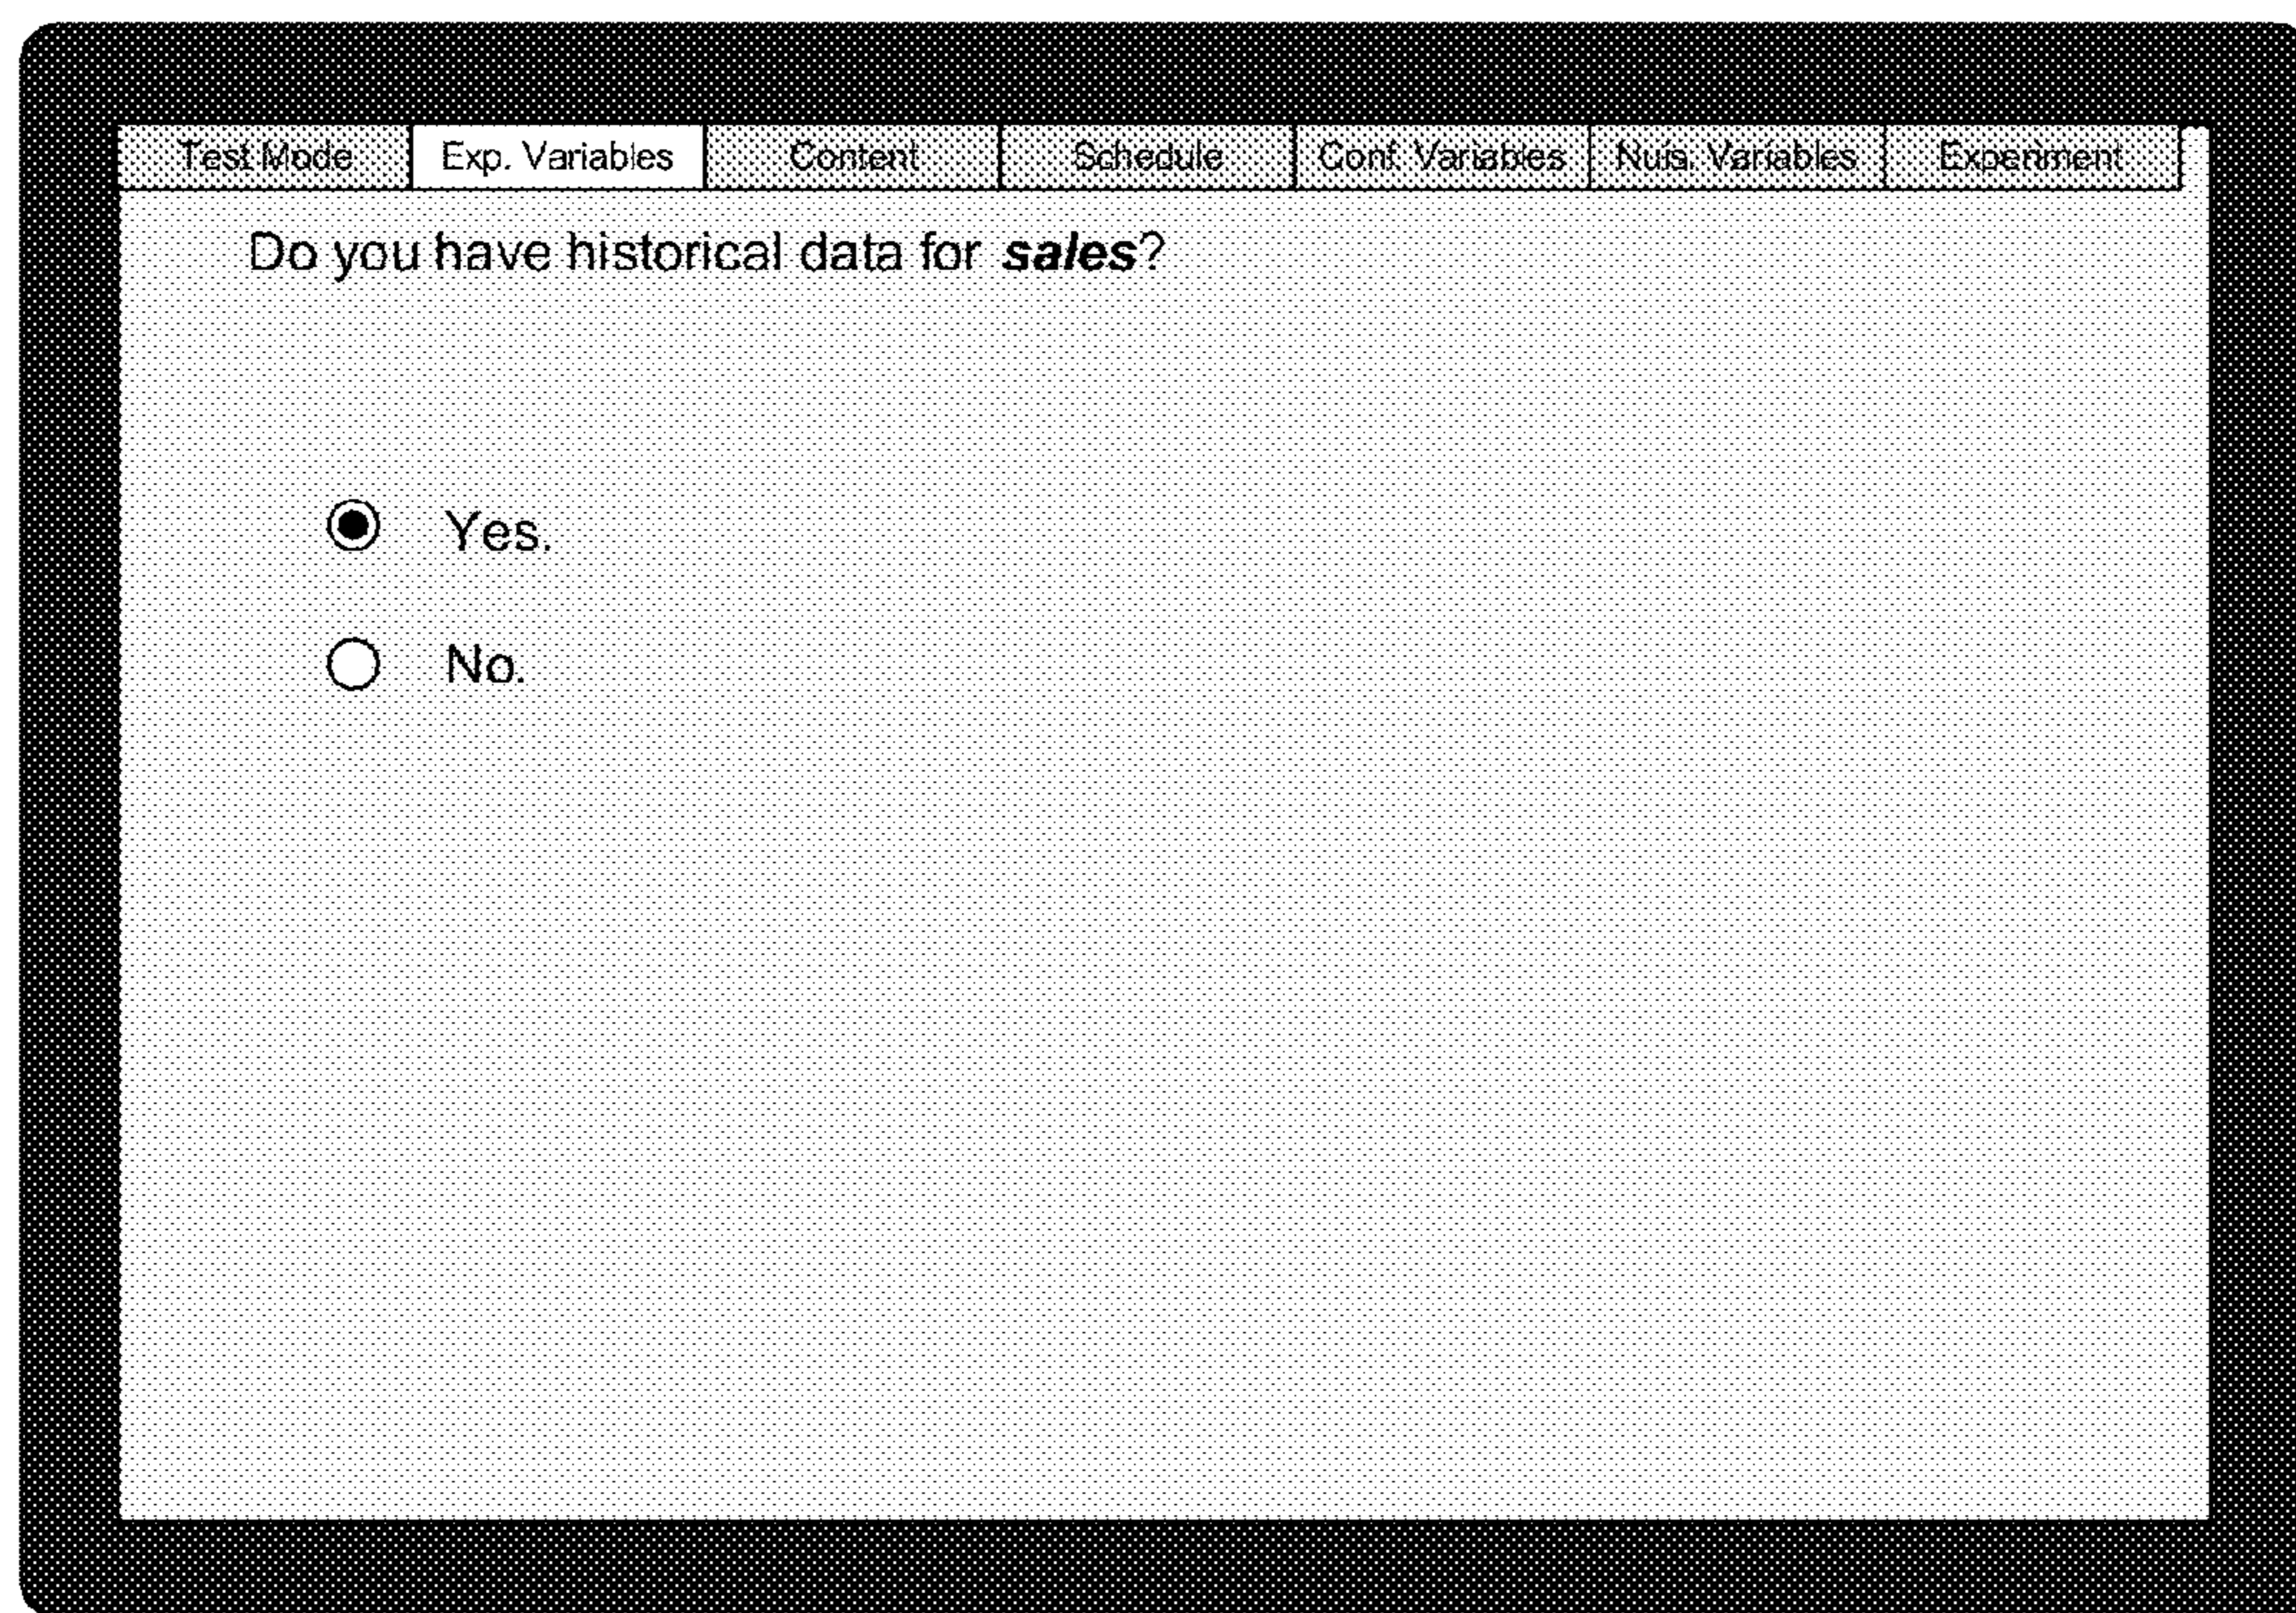 Test Mode Exp. Variables Content Schedule Conf. Variables Nuis. Variables Experiment
Do you have historical data for sales?
Yes.
No.